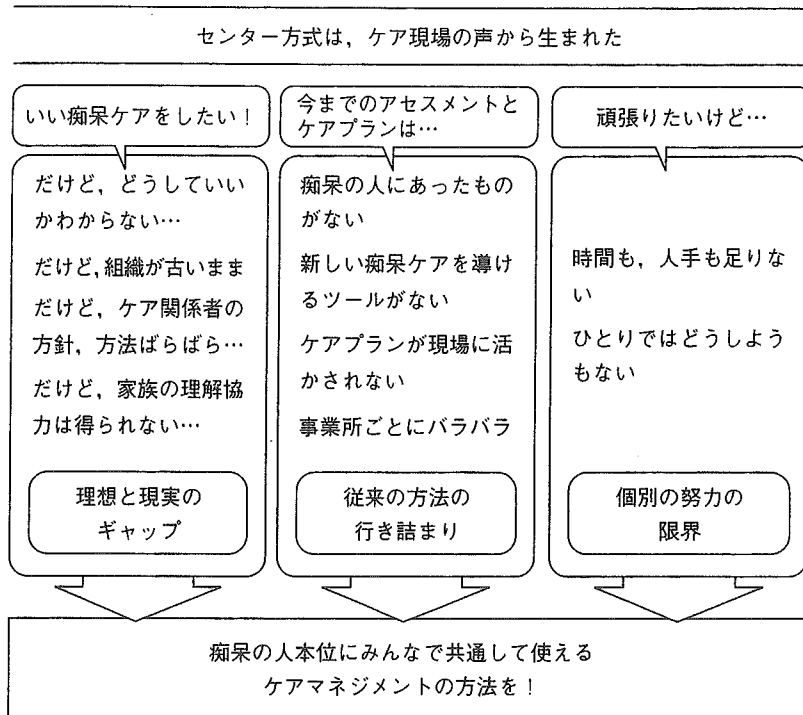 センター方式は，ケア現場の声から生まれた
いい痴呆ケアをしたい！
だけど，どうしていい
かわからない…
だけど，組織が古いまま
だけど，ケア関係者の
方針，方法ばらばら…
だけど，家族の理解協
力は得られない…
理想と現実の
ギャップ
今までのアセスメントと
ケアプランは…
痴呆の人にあったもの
がない
新しい痴呆ケアを導け
るツールがない
ケアプランが現場に活
かされない
事業所ごとにバラバラ
従来の方法の
行き詰まり
頑張りたいけど…
時間も，人手も足りな
い
ひとりではどうしよう
もない
個別の努力の
限界
痴呆の人本位にみんなで共通して使える
ケアマネジメントの方法を！